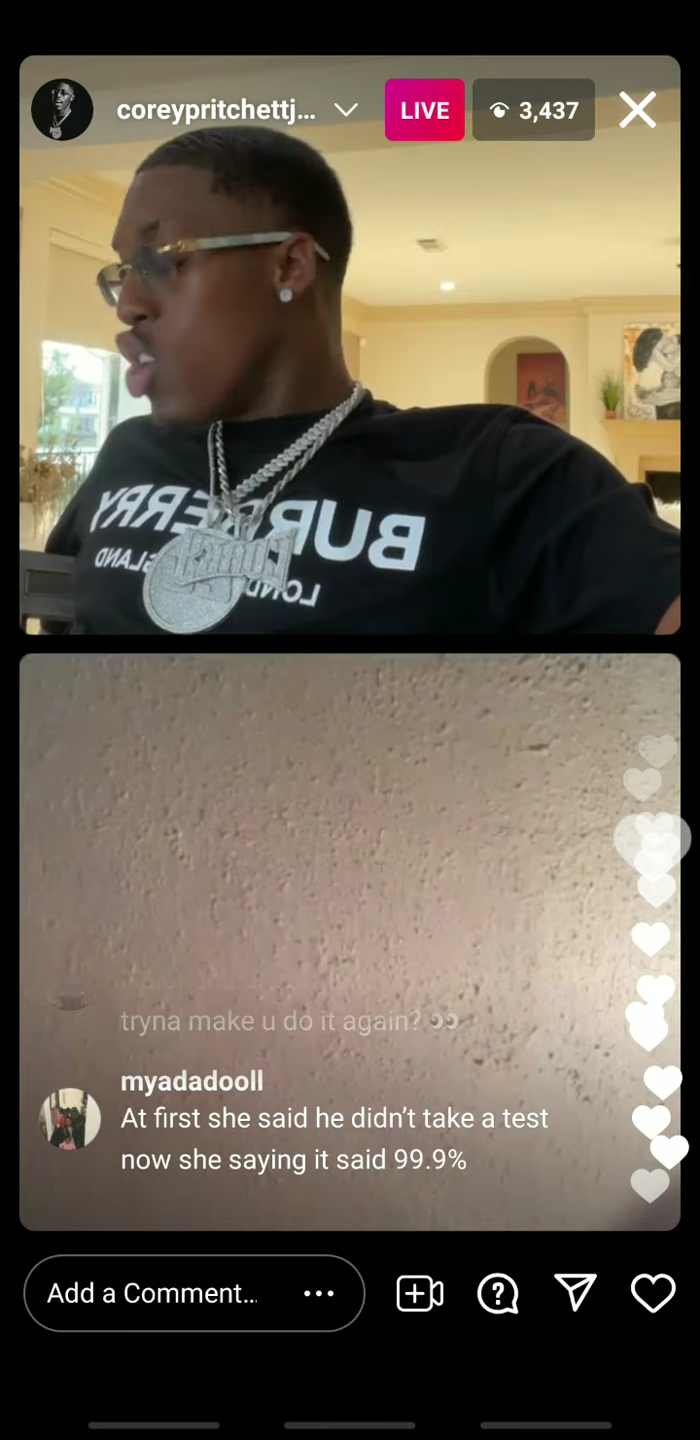 coreypritchettj...
LIVE
3,437
BURBERRY
LONDON ENGLAND
tryna make u do it again? 👀
myadadooll
At first she said he didn't take a test
now she saying it said 99.9%
Add a Comment...